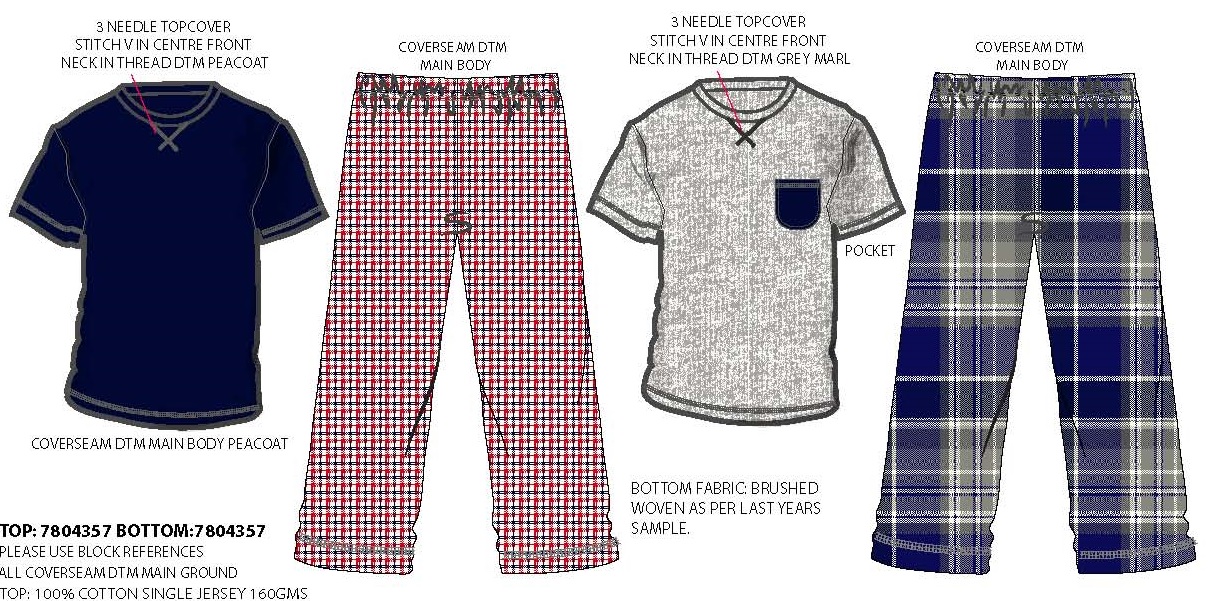 3 NEEDLE TOPCOVER
STITCH V IN CENTRE FRONT
NECK IN THREAD DTM PEACOAT
COVERSEAM DTM
MAIN BODY
3 NEEDLE TOPCOVER
STITCH V IN CENTRE FRONT
NECK IN THREAD DTM GREY MARL
COVERSEAM DTM
MAIN BODY
POCKET
COVERSEAM DTM MAIN BODY PEACOAT
BOTTOM FABRIC: BRUSHED
WOVEN AS PER LAST YEARS
SAMPLE.
TOP: 7804357 BOTTOM:7804357
PLEASE USE BLOCK REFERENCES
ALL COVERSEAM DTM MAIN GROUND
TOP: 100% COTTON SINGLE JERSEY 160GMS